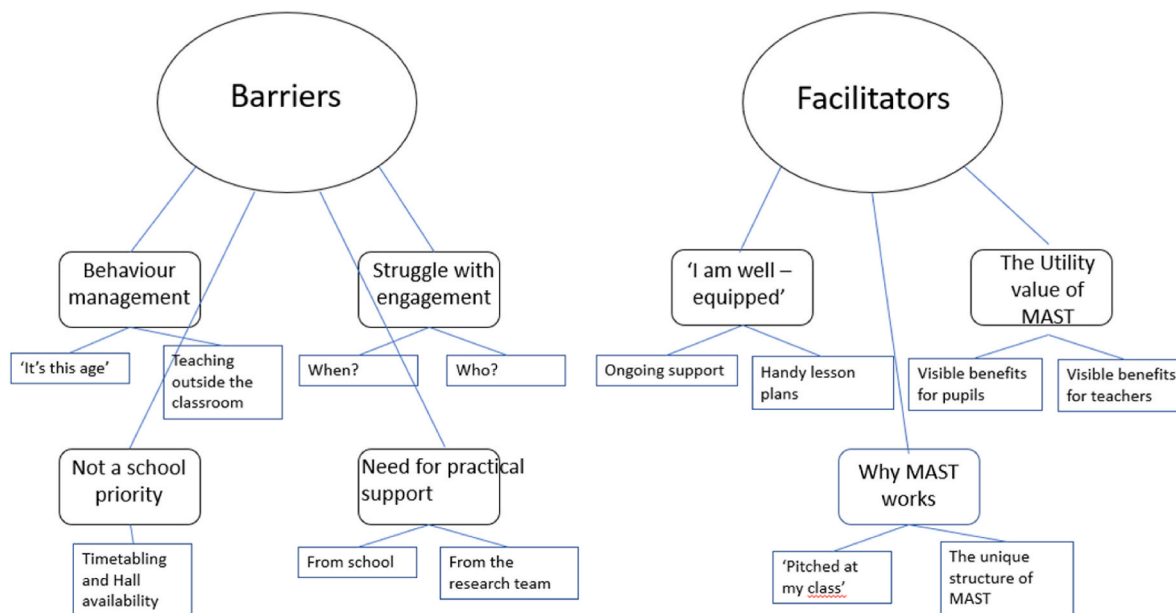 Barriers
Behaviour
management
‘It’s this age’
Teaching
outside the
classroom
Struggle with
engagement
When?
Who?
Not a school
priority
Timetabling
and Hall
availability
Need for practical
support
From school
From the
research team
Facilitators
‘I am well –
equipped’
Ongoing support
Handy lesson
plans
The Utility
value of
MAST
Visible benefits
for pupils
Visible benefits
for teachers
Why MAST
works
‘Pitched at
my class’
The unique
structure of
MAST